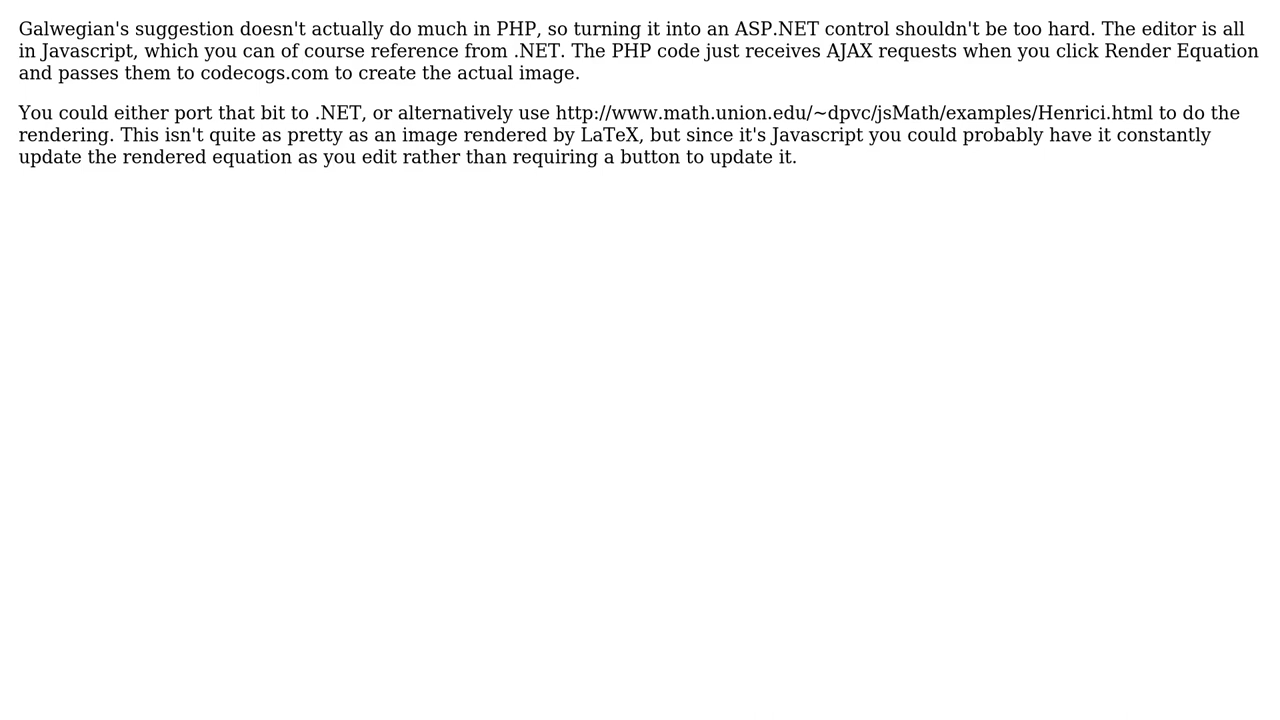 Galwegian's suggestion doesn't actually do much in PHP, so turning it into an ASP.NET control shouldn't be too hard. The editor is all
in Javascript, which you can of course reference from .NET. The PHP code just receives AJAX requests when you click Render Equation
and passes them to codecogs.com to create the actual image.
You could either port that bit to .NET, or alternatively use http://www.math.union.edu/~dpvc/jsMath/examples/Henrici.html to do the
rendering. This isn't quite as pretty as an image rendered by LaTeX, but since it's Javascript you could probably have it constantly
update the rendered equation as you edit rather than requiring a button to update it.